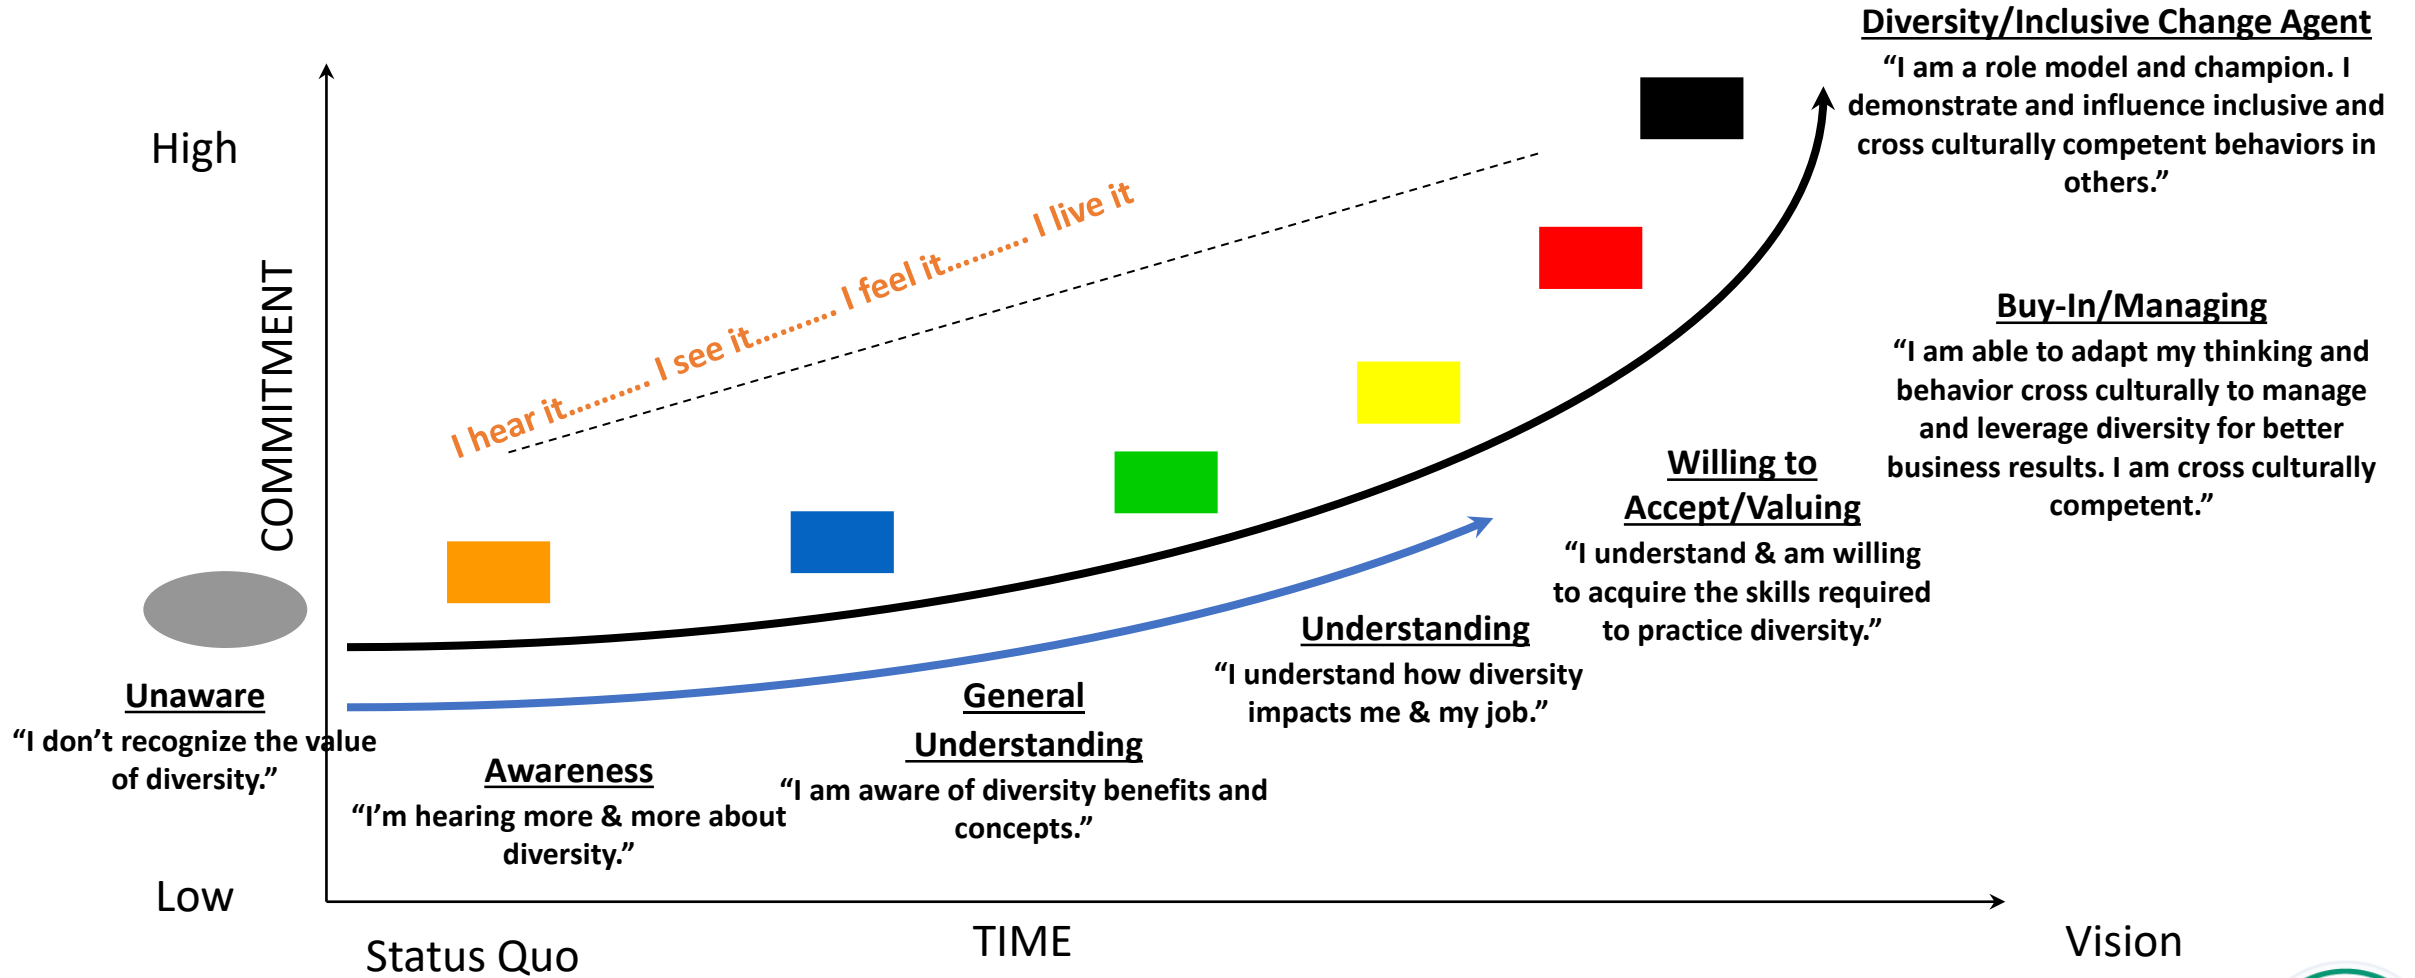 Diversity/Inclusive Change Agent
“I am a role model and champion. I
demonstrate and influence inclusive and
cross culturally competent behaviors in
others.”
High
COMMITMENT
I hear it.......... I see it.......... I feel it.......... I live it
Buy-In/Managing
“I am able to adapt my thinking and
behavior cross culturally to manage
and leverage diversity for better
business results. I am cross culturally
competent.”
Willing to
Accept/Valuing
“I understand & am willing
to acquire the skills required
to practice diversity.”
Understanding
“I understand how diversity
impacts me & my job.”
General
Understanding
“I am aware of diversity benefits and
concepts.”
Unaware
“I don’t recognize the value
of diversity.”
Awareness
“I’m hearing more & more about
diversity.”
Low
Status Quo
TIME
Vision